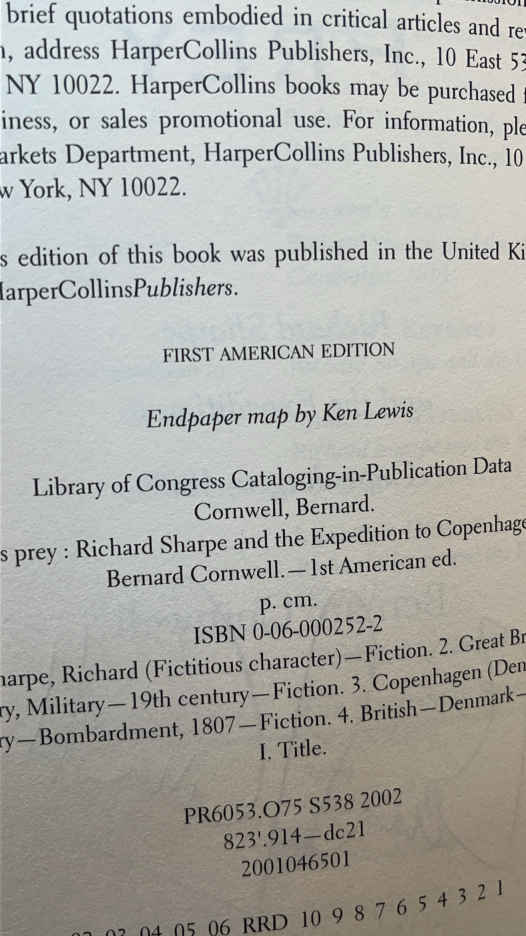 brief quotations embodied in critical articles and re
, address HarperCollins Publishers, Inc., 10 East 53
NY 10022. HarperCollins books may be purchased f
iness, or sales promotional use. For information, ple
arkets Department, HarperCollins Publishers, Inc., 10
w York, NY 10022.
s edition of this book was published in the United Ki
HarperCollinsPublishers.
FIRST AMERICAN EDITION
Endpaper map by Ken Lewis
Library of Congress Cataloging-in-Publication Data
Cornwell, Bernard.
s prey : Richard Sharpe and the Expedition to Copenhage
Bernard Cornwell.—1st American ed.
p. cm.
ISBN 0-06-000252-2
harpe, Richard (Fictitious character)—Fiction. 2. Great Br
ry, Military—19th century—Fiction. 3. Copenhagen (Den
ry—Bombardment, 1807—Fiction. 4. British—Denmark—
I. Title.
PR6053.O75 S538 2002
823'.914—dc21
2001046501
02 03 04 05 06 RRD 10 9 8 7 6 5 4 3 2 1